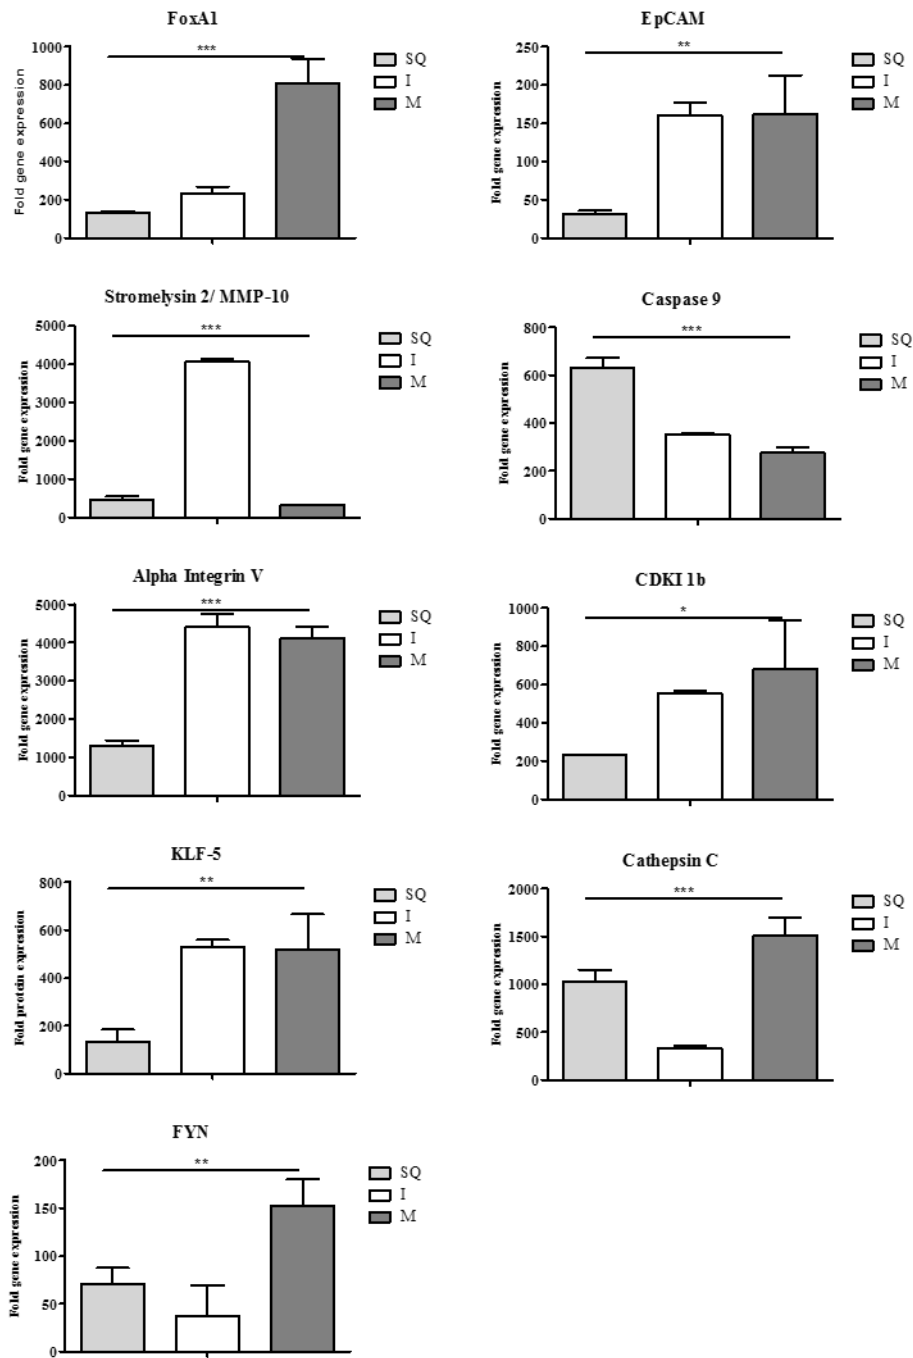 FoxA1
***
Fold gene expression
1000
800
600
400
200
0
SQ
I
M
EpCAM
**
Fold gene expression
250
200
150
100
50
0
SQ
I
M
Stromelysin 2/ MMP-10
***
Fold gene expression
5000
4000
3000
2000
1000
0
SQ
I
M
Caspase 9
***
Fold gene expression
800
600
400
200
0
SQ
I
M
Alpha Integrin V
***
Fold gene expression
5000
4000
3000
2000
1000
0
SQ
I
M
CDKI 1b
*
Fold gene expression
1000
800
600
400
200
0
SQ
I
M
KLF-5
**
Fold protein expression
800
600
400
200
0
SQ
I
M
Cathepsin C
***
Fold gene expression
2000
1500
1000
500
0
SQ
I
M
FYN
**
Fold gene expression
200
150
100
50
0
SQ
I
M